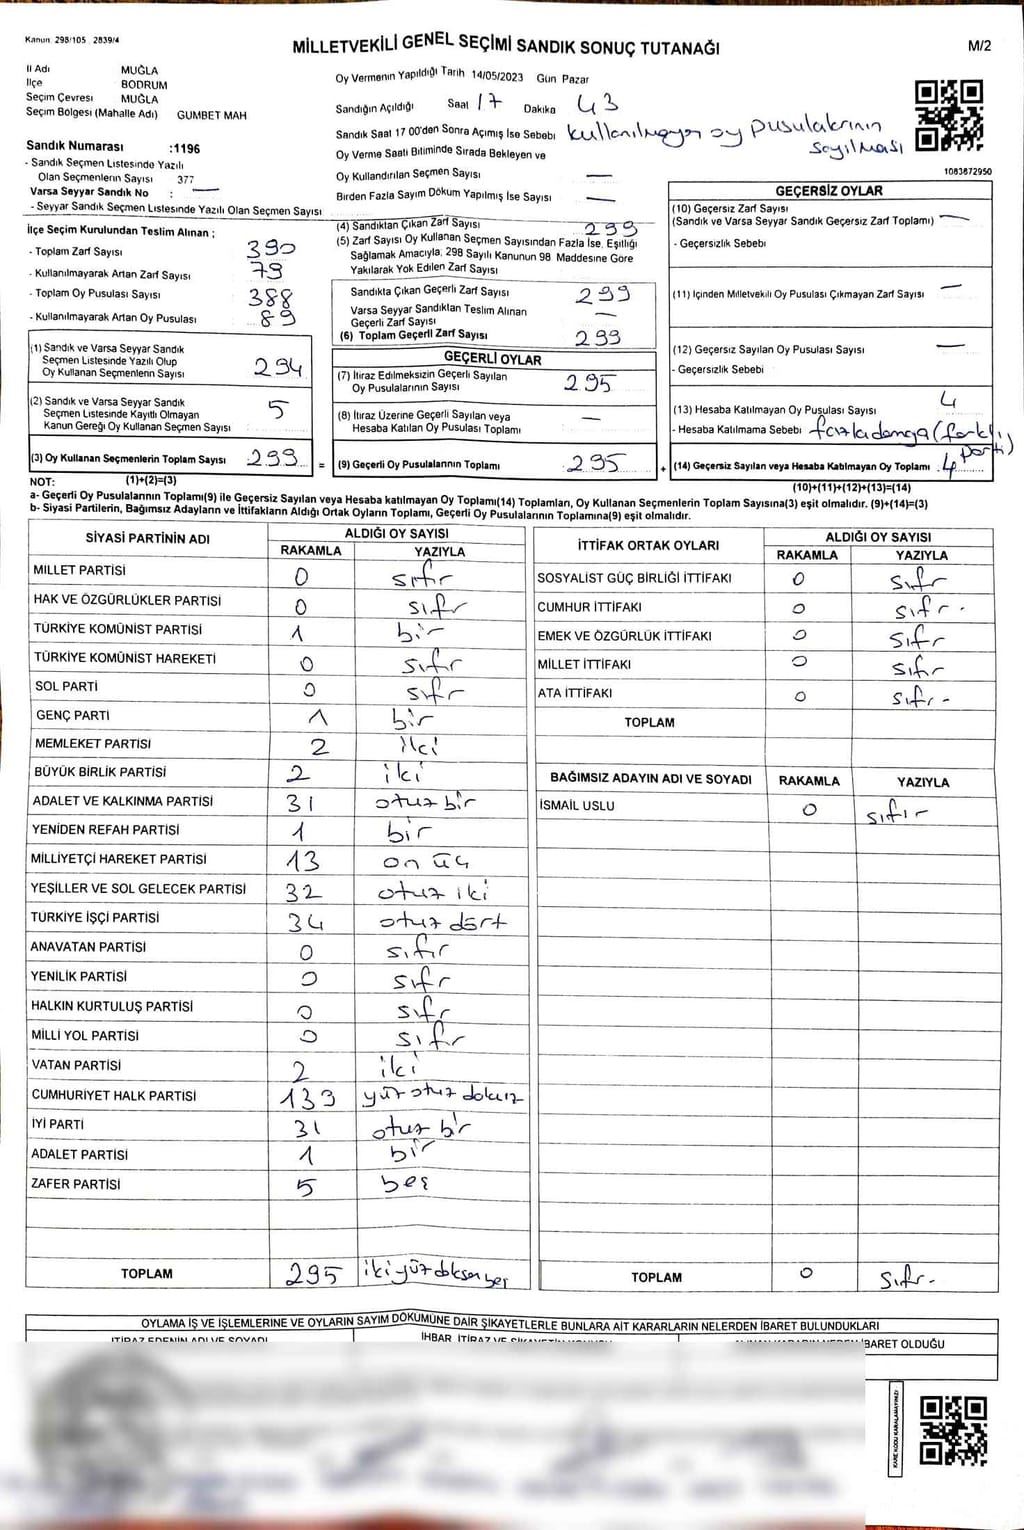 Kanun 298/105 2839/4
MİLLETVEKİLİ GENEL SEÇİMİ SANDIK SONUÇ TUTANAĞI
M/2
İl Adı MUĞLA
İlçe BODRUM
Seçim Çevresi MUĞLA
Seçim Bölgesi (Mahalle Adı) GUMBET MAH
Sandık Numarası :1196
- Sandık Seçmen Listesinde Yazılı
Olan Seçmenlerin Sayısı 377
Varsa Seyyar Sandık No : —
- Seyyar Sandık Seçmen Listesinde Yazılı Olan Seçmen Sayısı
Oy Vermenin Yapıldığı Tarih 14/05/2023 Gün Pazar
Sandığın Açıldığı Saat 17 Dakika 43
Sandık Saat 17 00'den Sonra Açımış İse Sebebi kullanılmayan oy pusulalarının
sayılması
Oy Verme Saati Bitiminde Sırada Bekleyen ve
Oy Kullandırılan Seçmen Sayısı —
Birden Fazla Sayım Döküm Yapılmış İse Sayısı —
1083872950
İlçe Seçim Kurulundan Teslim Alınan ;
- Toplam Zarf Sayısı 390
- Kullanılmayarak Artan Zarf Sayısı 79
- Toplam Oy Pusulası Sayısı 388
- Kullanılmayarak Artan Oy Pusulası 89
(1) Sandık ve Varsa Seyyar Sandık
Seçmen Listesinde Yazılı Olup
Oy Kullanan Seçmenlerin Sayısı 294
(2) Sandık ve Varsa Seyyar Sandık
Seçmen Listesinde Kayıtlı Olmayan
Kanun Gereği Oy Kullanan Seçmen Sayısı 5
(3) Oy Kullanan Seçmenlerin Toplam Sayısı 299 =
(4) Sandıktan Çıkan Zarf Sayısı 299
(5) Zarf Sayısı Oy Kullanan Seçmen Sayısından Fazla İse, Eşitliği
Sağlamak Amacıyla, 298 Sayılı Kanunun 98 Maddesine Göre
Yakılarak Yok Edilen Zarf Sayısı
Sandıkta Çıkan Geçerli Zarf Sayısı 299
Varsa Seyyar Sandıktan Teslim Alınan
Geçerli Zarf Sayısı —
(6) Toplam Geçerli Zarf Sayısı 299
GEÇERLİ OYLAR
(7) İtiraz Edilmeksizin Geçerli Sayılan
Oy Pusulalarının Sayısı 295
(8) İtiraz Üzerine Geçerli Sayılan veya
Hesaba Katılan Oy Pusulası Toplamı —
(9) Geçerli Oy Pusulalarının Toplamı 295 +
GEÇERSİZ OYLAR
(10) Geçersiz Zarf Sayısı
(Sandık ve Varsa Seyyar Sandık Geçersiz Zarf Toplamı) —
- Geçersizlik Sebebi
(11) İçinden Milletvekili Oy Pusulası Çıkmayan Zarf Sayısı —
(12) Geçersiz Sayılan Oy Pusulası Sayısı —
- Geçersizlik Sebebi
(13) Hesaba Katılmayan Oy Pusulası Sayısı 4
- Hesaba Katılmama Sebebi (farklı
parti)
(14) Geçersiz Sayılan veya Hesaba Katılmayan Oy Toplamı 4
NOT: (1)+(2)=(3)
(10)+(11)+(12)+(13)=(14)
a- Geçerli Oy Pusulalarının Toplamı(9) ile Geçersiz Sayılan veya Hesaba katılmayan Oy Toplamı(14) Toplamları, Oy Kullanan Seçmenlerin Toplam Sayısına(3) eşit olmalıdır. (9)+(14)=(3)
b- Siyasi Partilerin, Bağımsız Adayların ve İttifakların Aldığı Ortak Oyların Toplamı, Geçerli Oy Pusulalarının Toplamına(9) eşit olmalıdır.
SİYASİ PARTİNİN ADI ALDIĞI OY SAYISI
RAKAMLA YAZIYLA
MILLET PARTİSİ 0 sıfır
HAK VE ÖZGÜRLÜKLER PARTİSİ 0 sıfır
TÜRKİYE KOMÜNİST PARTİSİ 1 bir
TÜRKİYE KOMÜNİST HAREKETİ 0 sıfır
SOL PARTİ 0 sıfır
GENÇ PARTİ 1 bir
MEMLEKET PARTİSI 2 iki
BÜYÜK BİRLİK PARTİSİ 2 iki
ADALET VE KALKINMA PARTİSİ 31 otuz bir
YENİDEN REFAH PARTİSİ 1 bir
MİLLİYETÇİ HAREKET PARTİSİ 13 on üç
YEŞİLLER VE SOL GELECEK PARTİSİ 32 otuz iki
TÜRKİYE İŞÇİ PARTİSİ 34 otuz dört
ANAVATAN PARTİSİ 0 sıfır
YENİLİK PARTİSİ 0 sıfır
HALKIN KURTULUŞ PARTİSİ 0 sıfır
MİLLİ YOL PARTİSİ 0 sıfır
VATAN PARTİSİ 2 iki
CUMHURİYET HALK PARTİSİ 139 yüz otuz dokuz
İYİ PARTİ 31 otuz bir
ADALET PARTİSİ 1 bir
ZAFER PARTİSİ 5 beş
TOPLAM 295 iki yüz doksan beş
İTTİFAK ORTAK OYLARI ALDIĞI OY SAYISI
RAKAMLA YAZIYLA
SOSYALİST GÜÇ BİRLİĞİ İTTİFAKI 0 sıfır
CUMHUR İTTİFAKI 0 sıfır
EMEK VE ÖZGÜRLÜK İTTİFAKI 0 sıfır
MİLLET İTTİFAKI 0 sıfır
ATA İTTİFAKI 0 sıfır
TOPLAM
BAĞIMSIZ ADAYIN ADI VE SOYADI RAKAMLA YAZIYLA
İSMAİL USLU 0 sıfır
TOPLAM 0 sıfır
OYLAMA İŞ VE İŞLEMLERİNE VE OYLARIN SAYIM DÖKÜMÜNE DAİR ŞİKAYETLERLE BUNLARA AİT KARARLARIN NELERDEN İBARET BULUNDUKLARI
İTİRAZ EDENİN ADI VE SOYADI
İHBAR İTİRAZ VE
İBARET OLDUĞU
KARE KODU KARALAMAYINIZ!